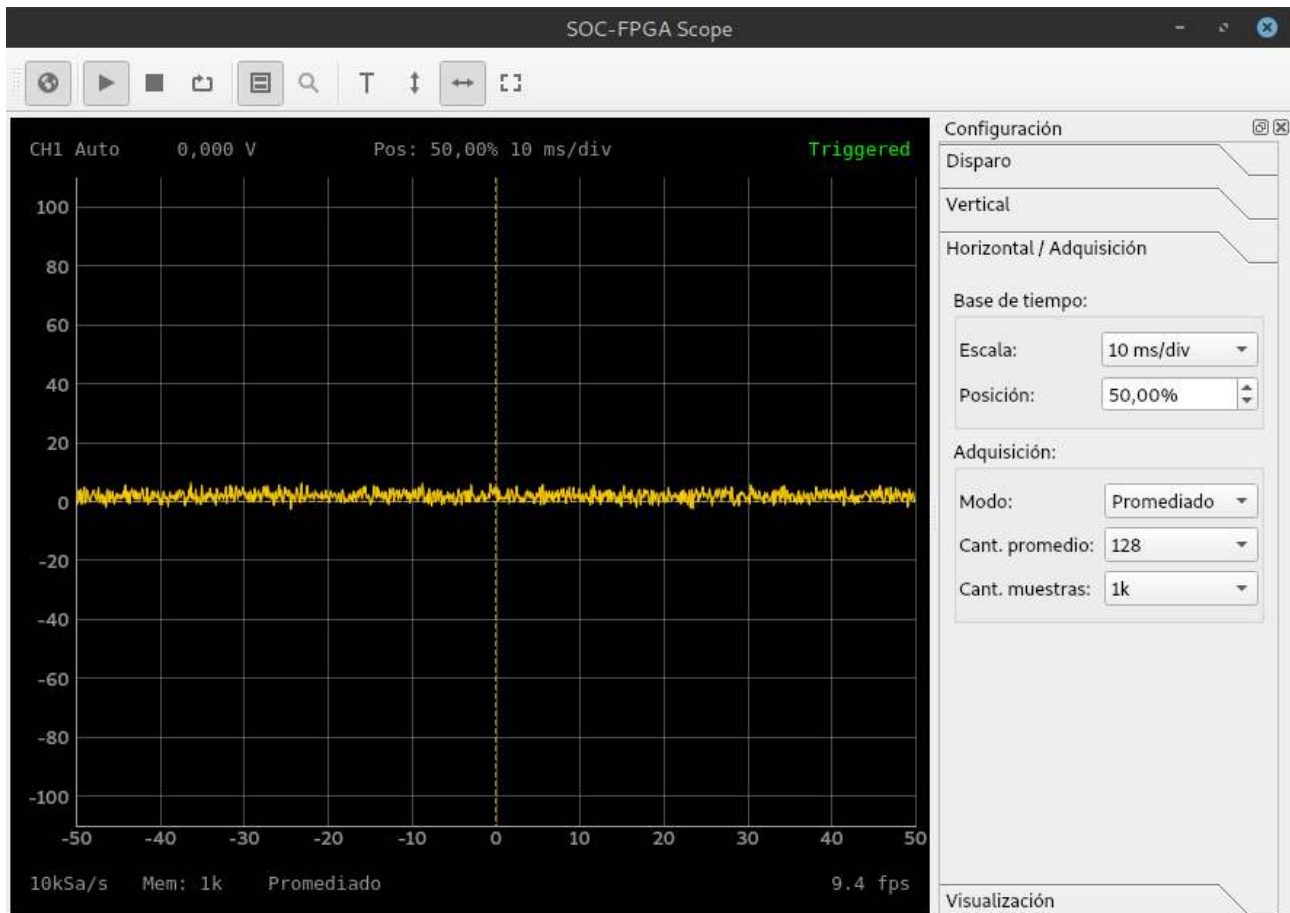 SOC-FPGA Scope
T
CH1 Auto 0,000 V Pos: 50,00% 10 ms/div Triggered
100
80
60
40
20
0
-20
-40
-60
-80
-100
-50 -40 -30 -20 -10 0 10 20 30 40 50
10kSa/s Mem: 1k Promediado 9.4 fps
Configuración
Disparo
Vertical
Horizontal / Adquisición
Base de tiempo:
Escala: 10 ms/div
Posición: 50,00%
Adquisición:
Modo: Promediado
Cant. promedio: 128
Cant. muestras: 1k
Visualización